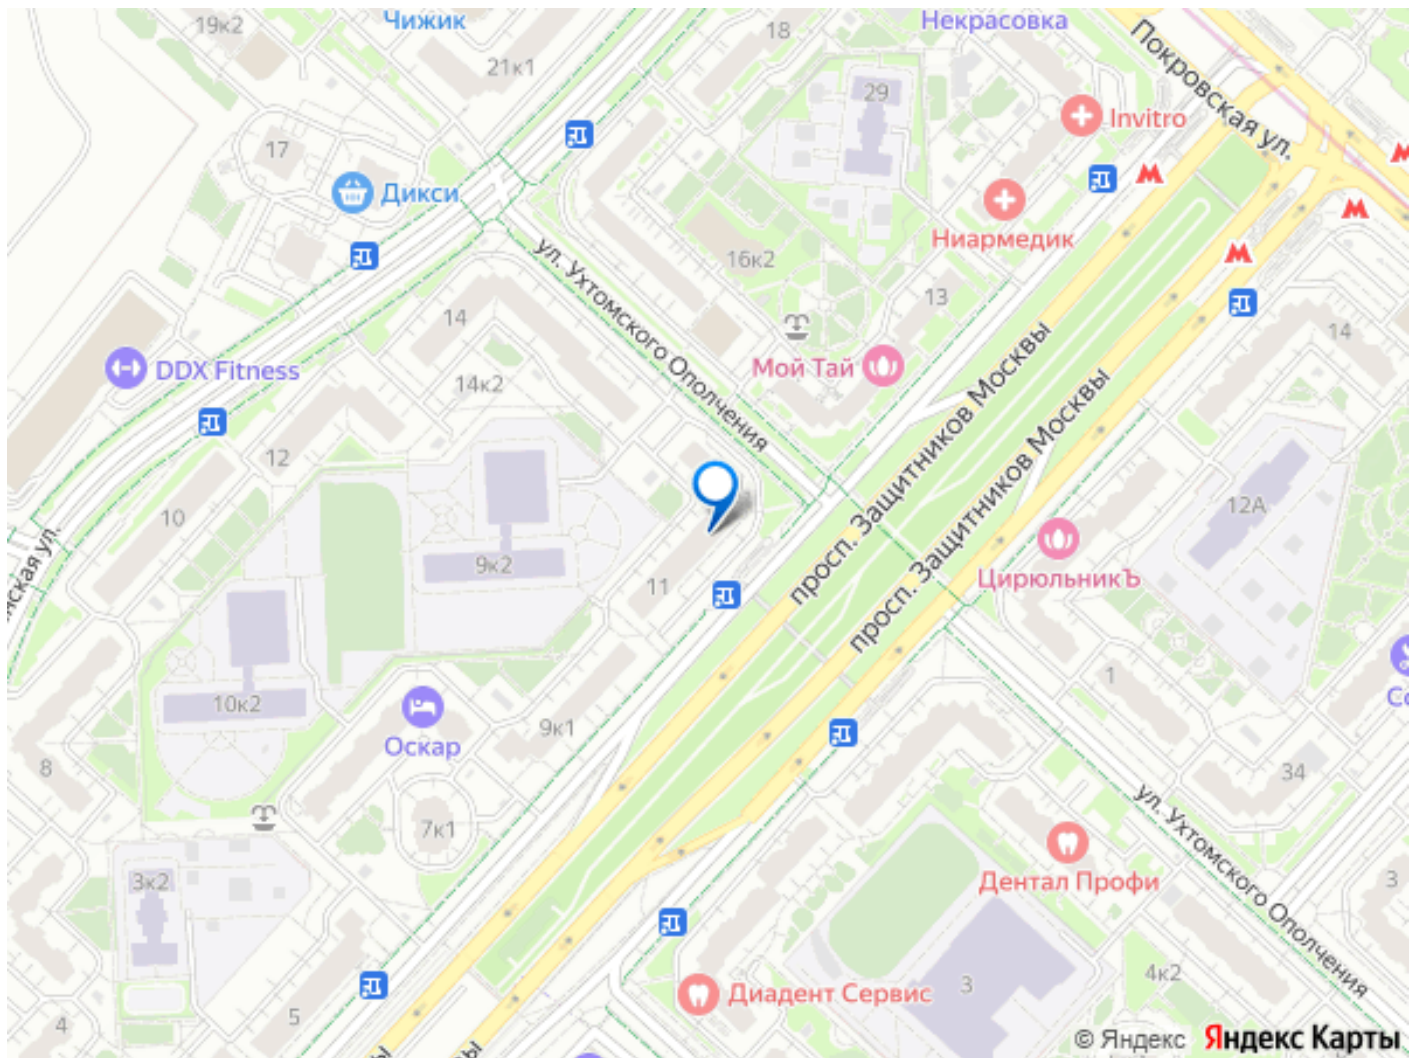 19к2
Чижик
18
Некрасовка
21к1
Покровская ул.
29
Invitro
17
Дикси
Ниармедик
16к2
ул. Ухтомского Ополчения
13
14
14
DDX Fitness
14к2
Мой Тай
просп. Защитников Москвы
просп. Защитников Москвы
12
10
12А
9к2
11
ЦирюльникЪ
10к2
1
Оскар
9к1
8
34
7к1
ул. Ухтомского Ополчения
Дентал Профи
3к2
3
4к2
Диадент Сервис
3
5
4
© Яндекс Яндекс Карты